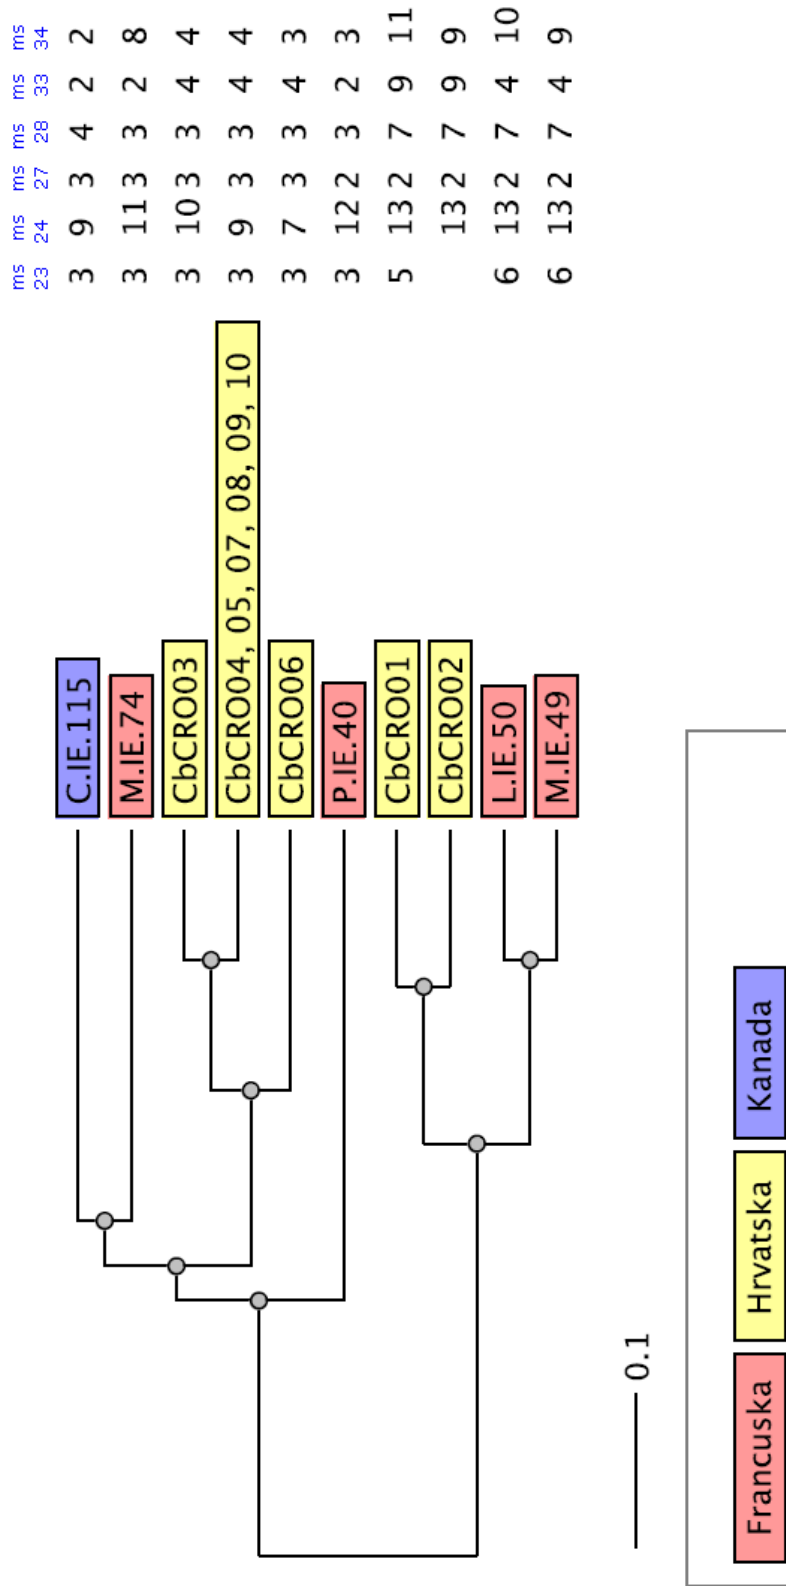 ms ms ms ms ms ms
23 24 27 28 33 34
C.IE.115 3 9 3 4 2 2
M.IE.74 3 11 3 3 2 8
CbCRO03 3 10 3 3 4 4
CbCRO04, 05, 07, 08, 09, 10 3 9 3 3 4 4
CbCRO06 3 7 3 3 4 3
P.IE.40 3 12 2 3 2 3
CbCRO01 5 13 2 7 9 11
CbCRO02 13 2 7 9 9
L.IE.50 6 13 2 7 4 10
M.IE.49 6 13 2 7 4 9
0.1
Francuska Hrvatska Kanada